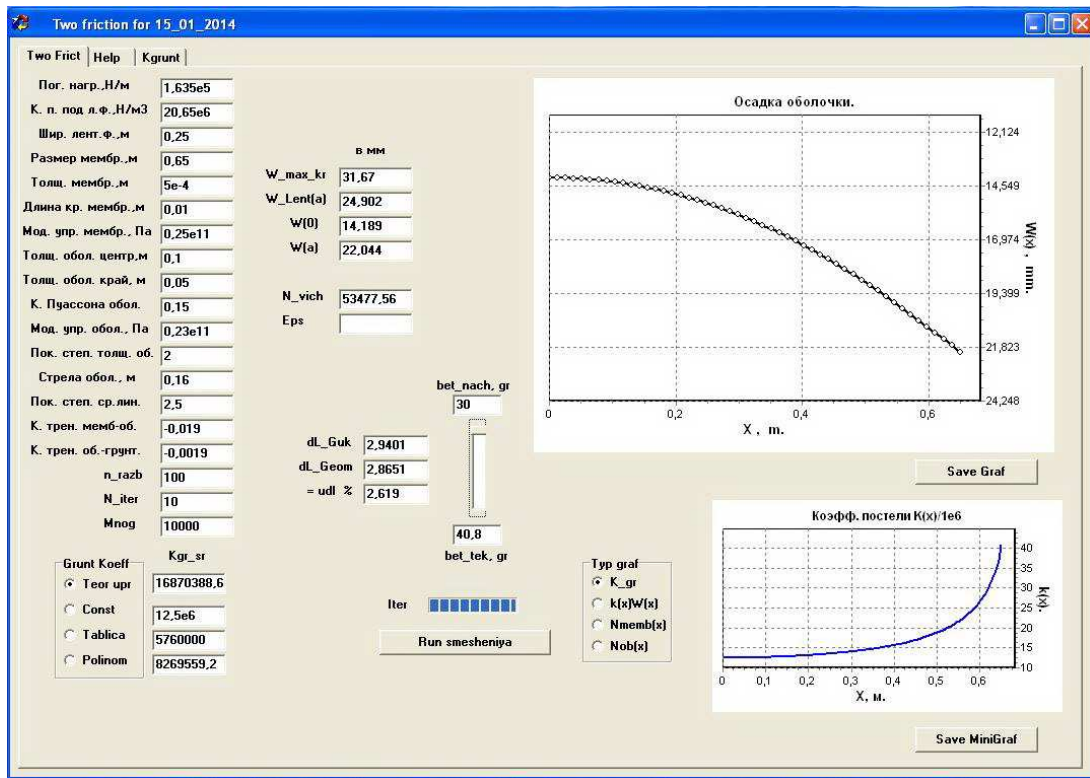 Two friction for 15_01_2014
Two Frict Help Kgrunt
Пог. нагр.,Н/м 1,635e5
К. п. под л.ф.,Н/м3 20,65e6
Шир. лент.ф.,м 0,25
Размер мембр.,м 0,65
Толщ. мембр.,м 5e-4
Длина кр. мембр.,м 0,01
Мод. упр. мембр., Па 0,25e11
Толщ. обол. центр,м 0,1
Толщ. обол. край, м 0,05
К. Пуассона обол. 0,15
Мод. упр. обол., Па 0,23e11
Пок. степ. толщ. об. 2
Стрела обол., м 0,16
Пок. степ. ср.лин. 2,5
К. трен. мемб-об. -0,019
К. трен. об.-грунт. -0,0019
n_razb 100
N_iter 10
Mnog 10000
Grunt Koeff
Kgr_sr
Teor upr 16870388,6
Const 12,5e6
Tablica 5760000
Polinom 8269559,2
в мм
W_max_kr 31,67
W_Lent(a) 24,902
W(0) 14,189
W(a) 22,044
N_vich 53477,56
Eps
bet_nach, gr
30
dL_Guk 2,9401
dL_Geom 2,8651
= udl % 2,619
40,8
bet_tek, gr
Iter
Run smesheniya
Typ graf
K_gr
k(x)W(x)
Nmemb(x)
Nob(x)
Осадка оболочки.
12,124
14,549
16,974
19,399
21,823
24,248
W(x) , mm.
0 0,2 0,4 0,6
X , m.
Save Graf
Коэфф. постели K(x)/1e6
40
35
30
25
20
15
10
k(x).
0 0,1 0,2 0,3 0,4 0,5 0,6
X, м.
Save MiniGraf